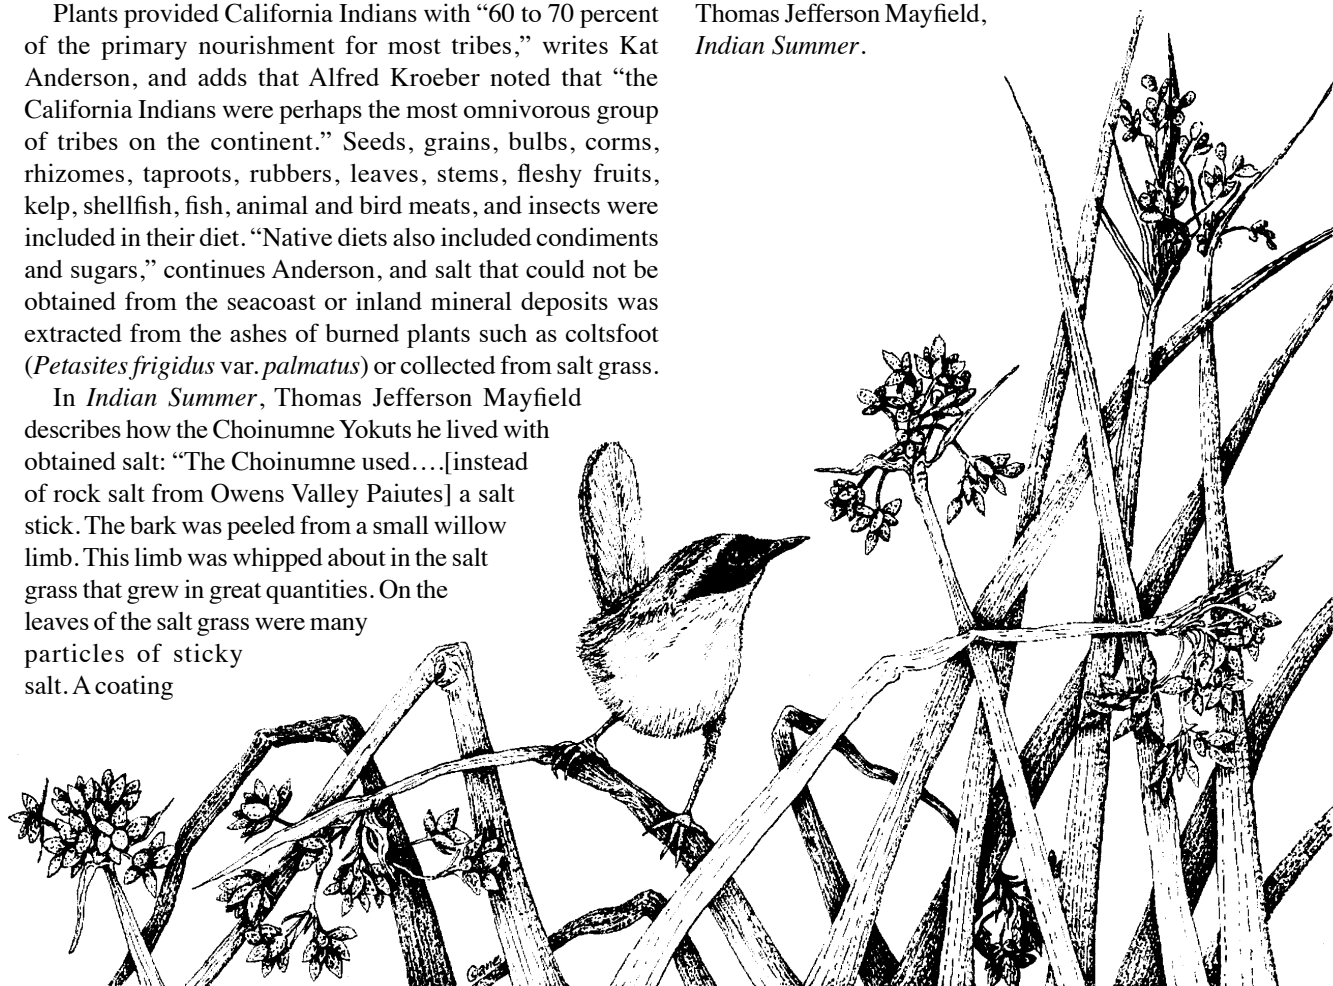 Plants provided California Indians with “60 to 70 percent
of the primary nourishment for most tribes,” writes Kat
Anderson, and adds that Alfred Kroeber noted that “the
California Indians were perhaps the most omnivorous group
of tribes on the continent.” Seeds, grains, bulbs, corms,
rhizomes, taproots, rubbers, leaves, stems, fleshy fruits,
kelp, shellfish, fish, animal and bird meats, and insects were
included in their diet. “Native diets also included condiments
and sugars,” continues Anderson, and salt that could not be
obtained from the seacoast or inland mineral deposits was
extracted from the ashes of burned plants such as coltsfoot
(Petasites frigidus var. palmatus) or collected from salt grass.
In Indian Summer, Thomas Jefferson Mayfield
describes how the Choinumne Yokuts he lived with
obtained salt: “The Choinumne used….[instead
of rock salt from Owens Valley Paiutes] a salt
stick. The bark was peeled from a small willow
limb. This limb was whipped about in the salt
grass that grew in great quantities. On the
leaves of the salt grass were many
particles of sticky
salt. A coating
Thomas Jefferson Mayfield,
Indian Summer.